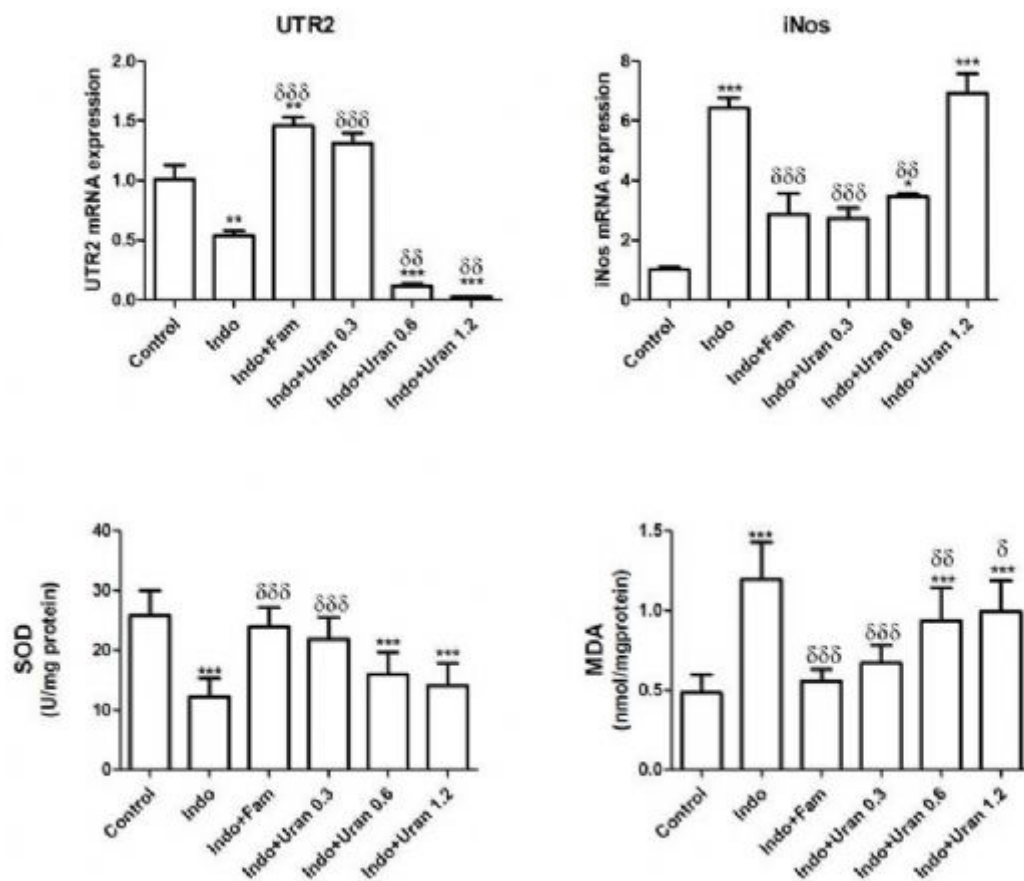 UTR2
UTR2 mRNA expression
2.0
1.5
1.0
0.5
0.0
**
δδδ
**
δδδ
δδ
***
δδ
***
Control
Indo
Indo+Fam
Indo+Uran 0.3
Indo+Uran 0.6
Indo+Uran 1.2
iNos
iNos mRNA expression
8
6
4
2
0
***
δδδ
δδδ
δδ
*
***
Control
Indo
Indo+Fam
Indo+Uran 0.3
Indo+Uran 0.6
Indo+Uran 1.2
SOD
(U/mg protein)
40
30
20
10
0
***
δδδ
δδδ
***
***
Control
Indo
Indo+Fam
Indo+Uran 0.3
Indo+Uran 0.6
Indo+Uran 1.2
MDA
(nmol/mgprotein)
1.5
1.0
0.5
0.0
***
δδδ
δδδ
δδ
***
δ
***
Control
Indo
Indo+Fam
Indo+Uran 0.3
Indo+Uran 0.6
Indo+Uran 1.2